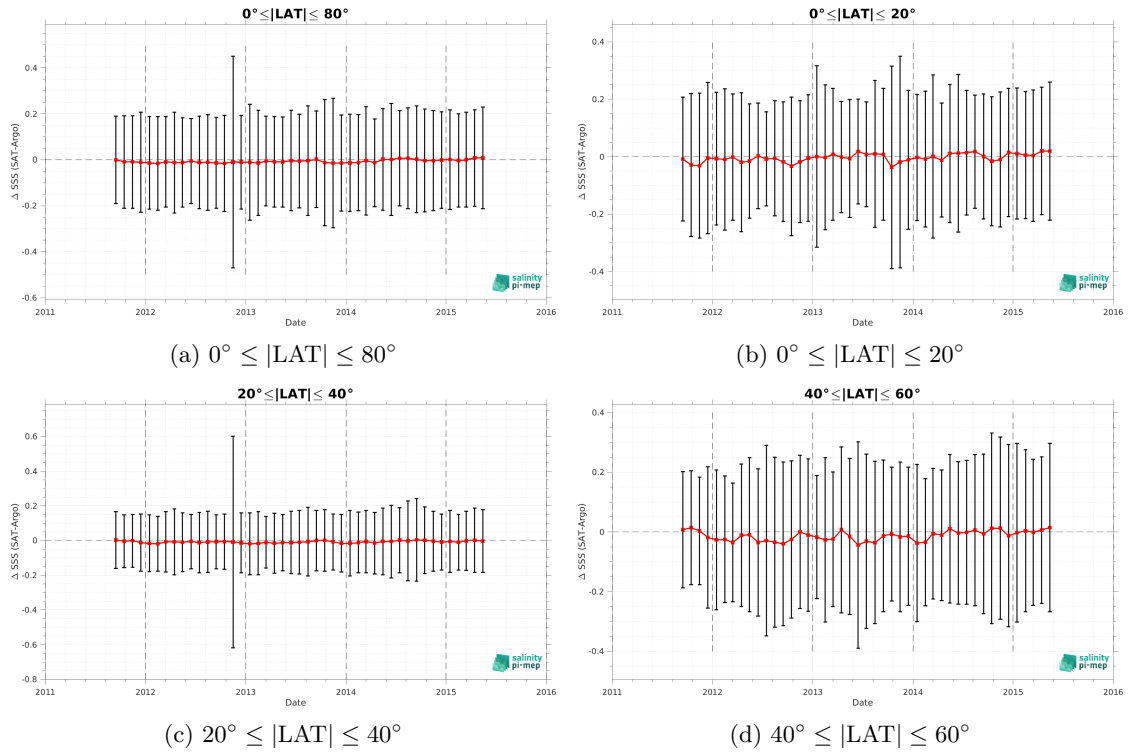 0°≤|LAT|≤ 80°
Δ SSS (SAT-Argo)
0.4
0.2
0
-0.2
-0.4
-0.6
2011 2012 2013 2014 2015 2016
Date
salinity
pi-mep
(a) 0° ≤ |LAT| ≤ 80°
0°≤|LAT|≤ 20°
Δ SSS (SAT-Argo)
0.4
0.2
0
-0.2
-0.4
2011 2012 2013 2014 2015 2016
Date
salinity
pi-mep
(b) 0° ≤ |LAT| ≤ 20°
20°≤|LAT|≤ 40°
Δ SSS (SAT-Argo)
0.6
0.4
0.2
0
-0.2
-0.4
-0.6
-0.8
2011 2012 2013 2014 2015 2016
Date
salinity
pi-mep
(c) 20° ≤ |LAT| ≤ 40°
40°≤|LAT|≤ 60°
Δ SSS (SAT-Argo)
0.4
0.2
0
-0.2
-0.4
2011 2012 2013 2014 2015 2016
Date
salinity
pi-mep
(d) 40° ≤ |LAT| ≤ 60°